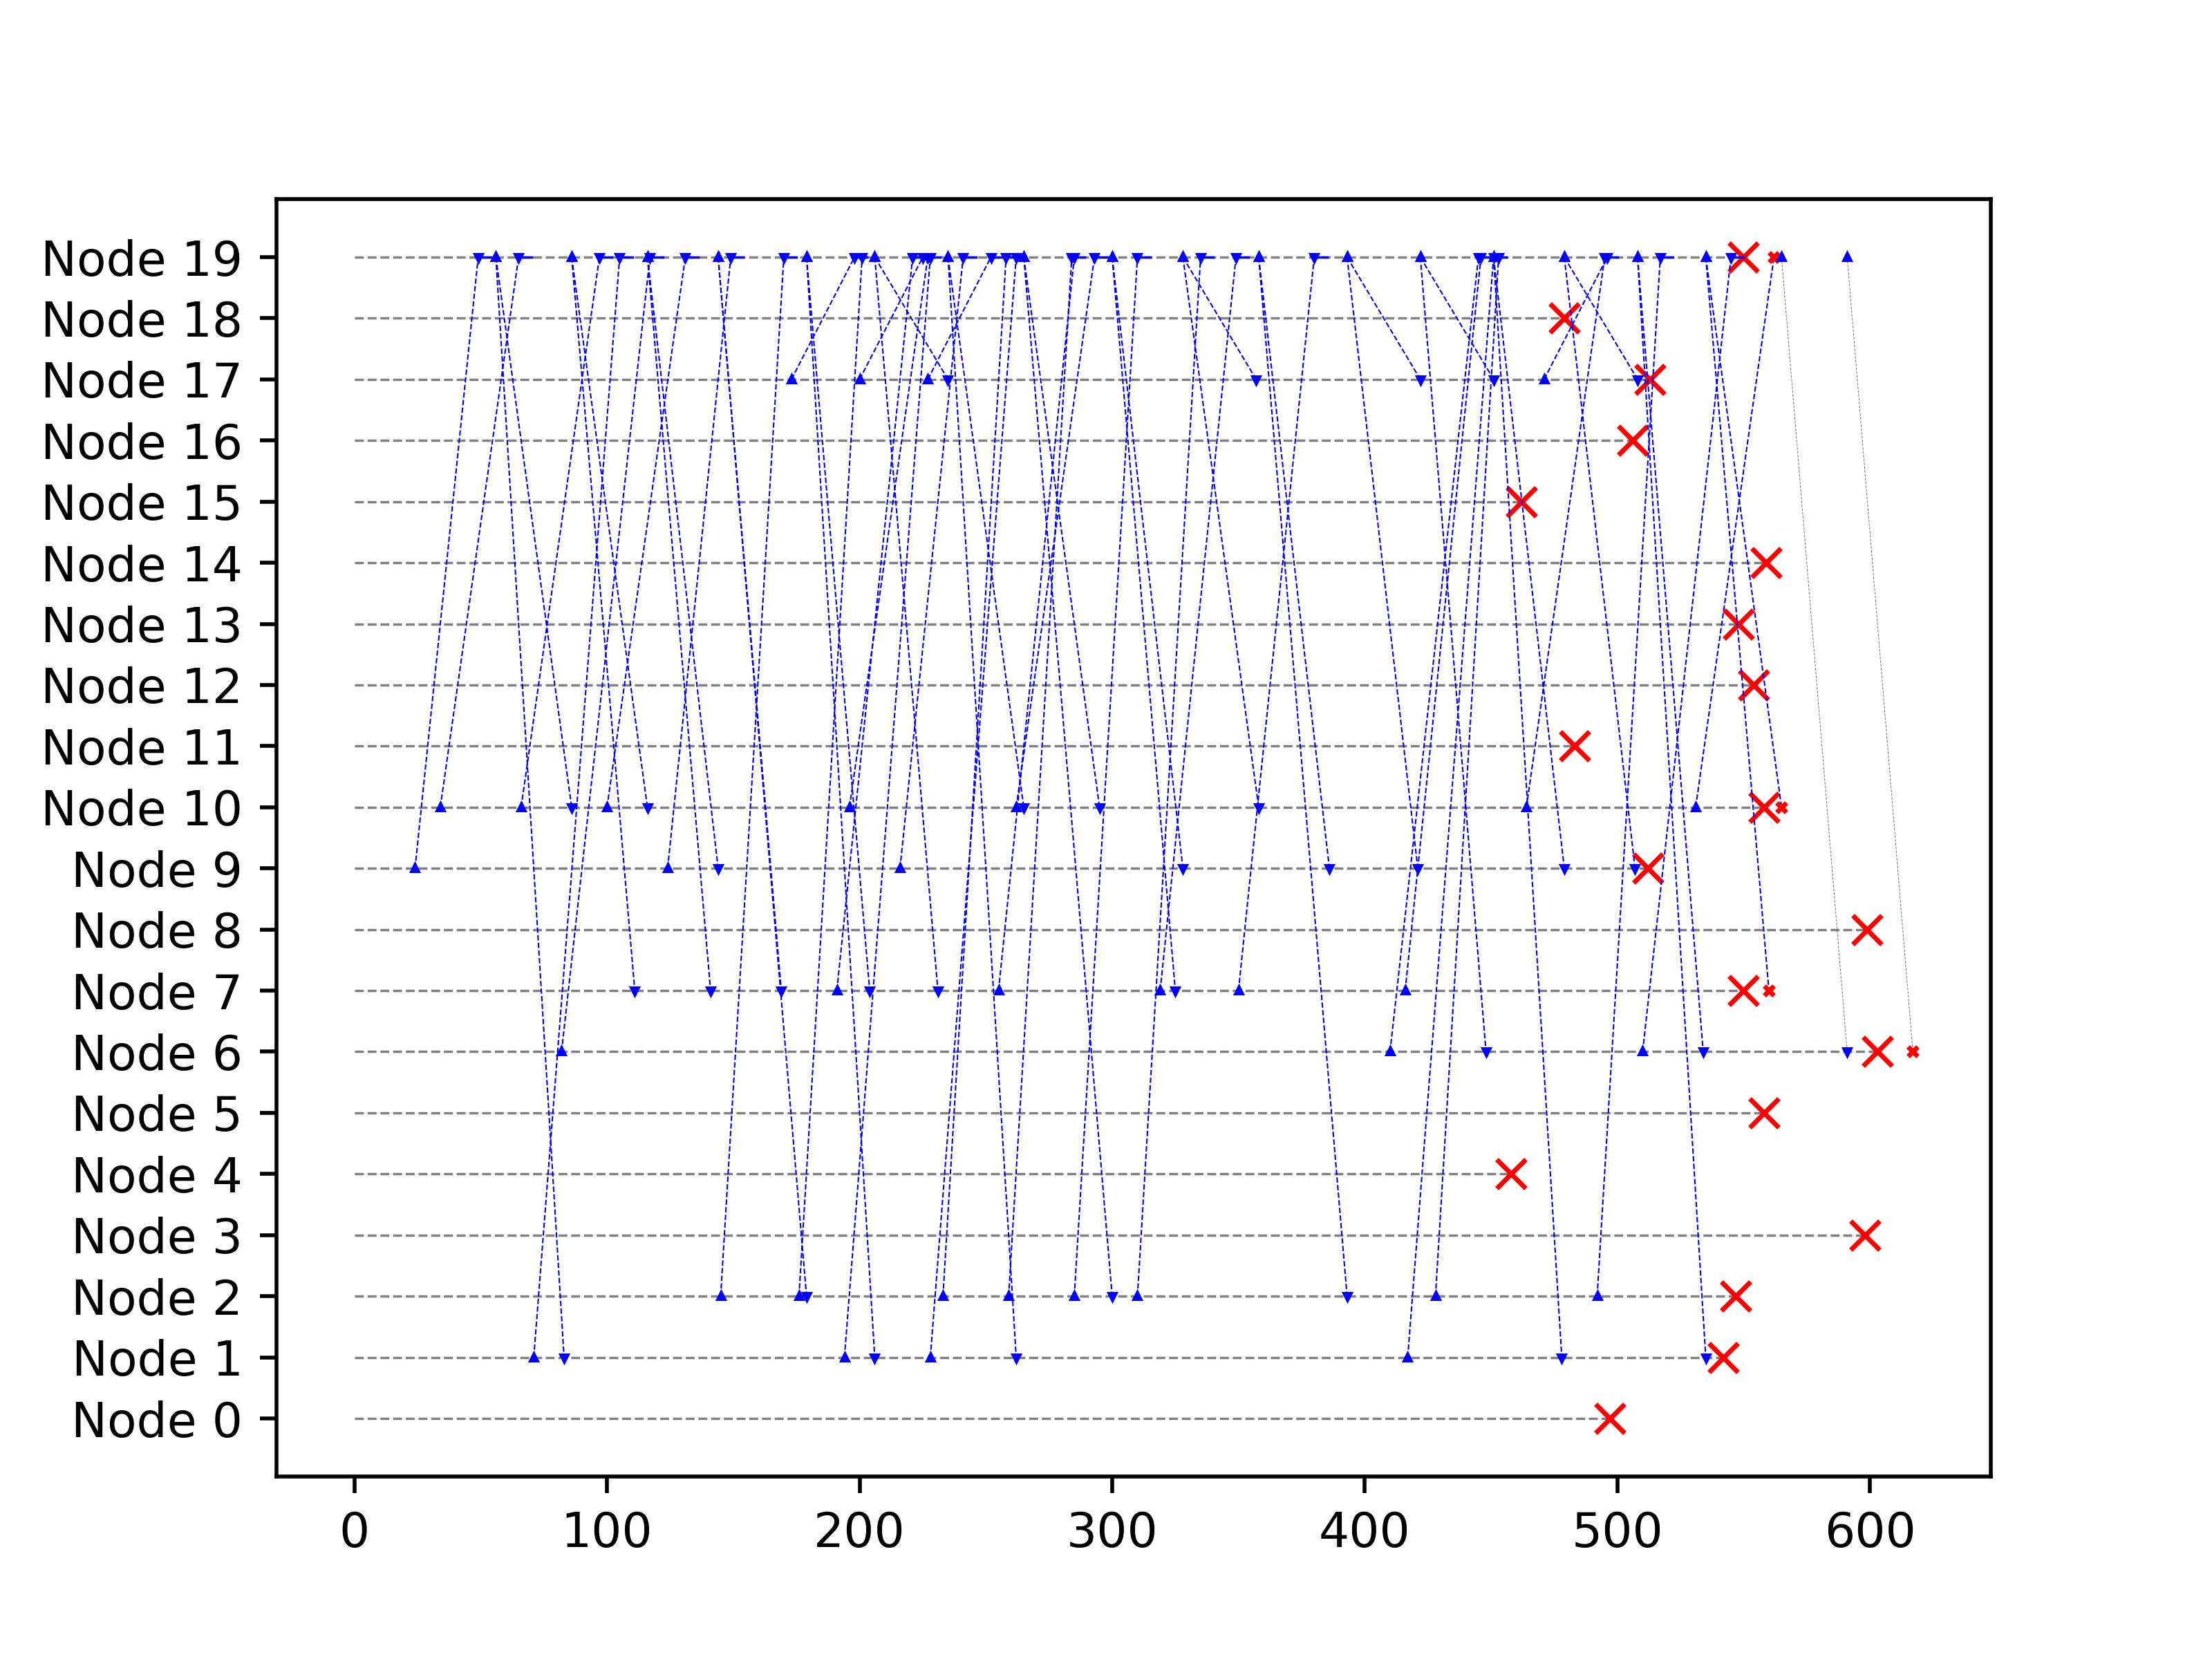 Node 19
Node 18
Node 17
Node 16
Node 15
Node 14
Node 13
Node 12
Node 11
Node 10
Node 9
Node 8
Node 7
Node 6
Node 5
Node 4
Node 3
Node 2
Node 1
Node 0
0 100 200 300 400 500 600